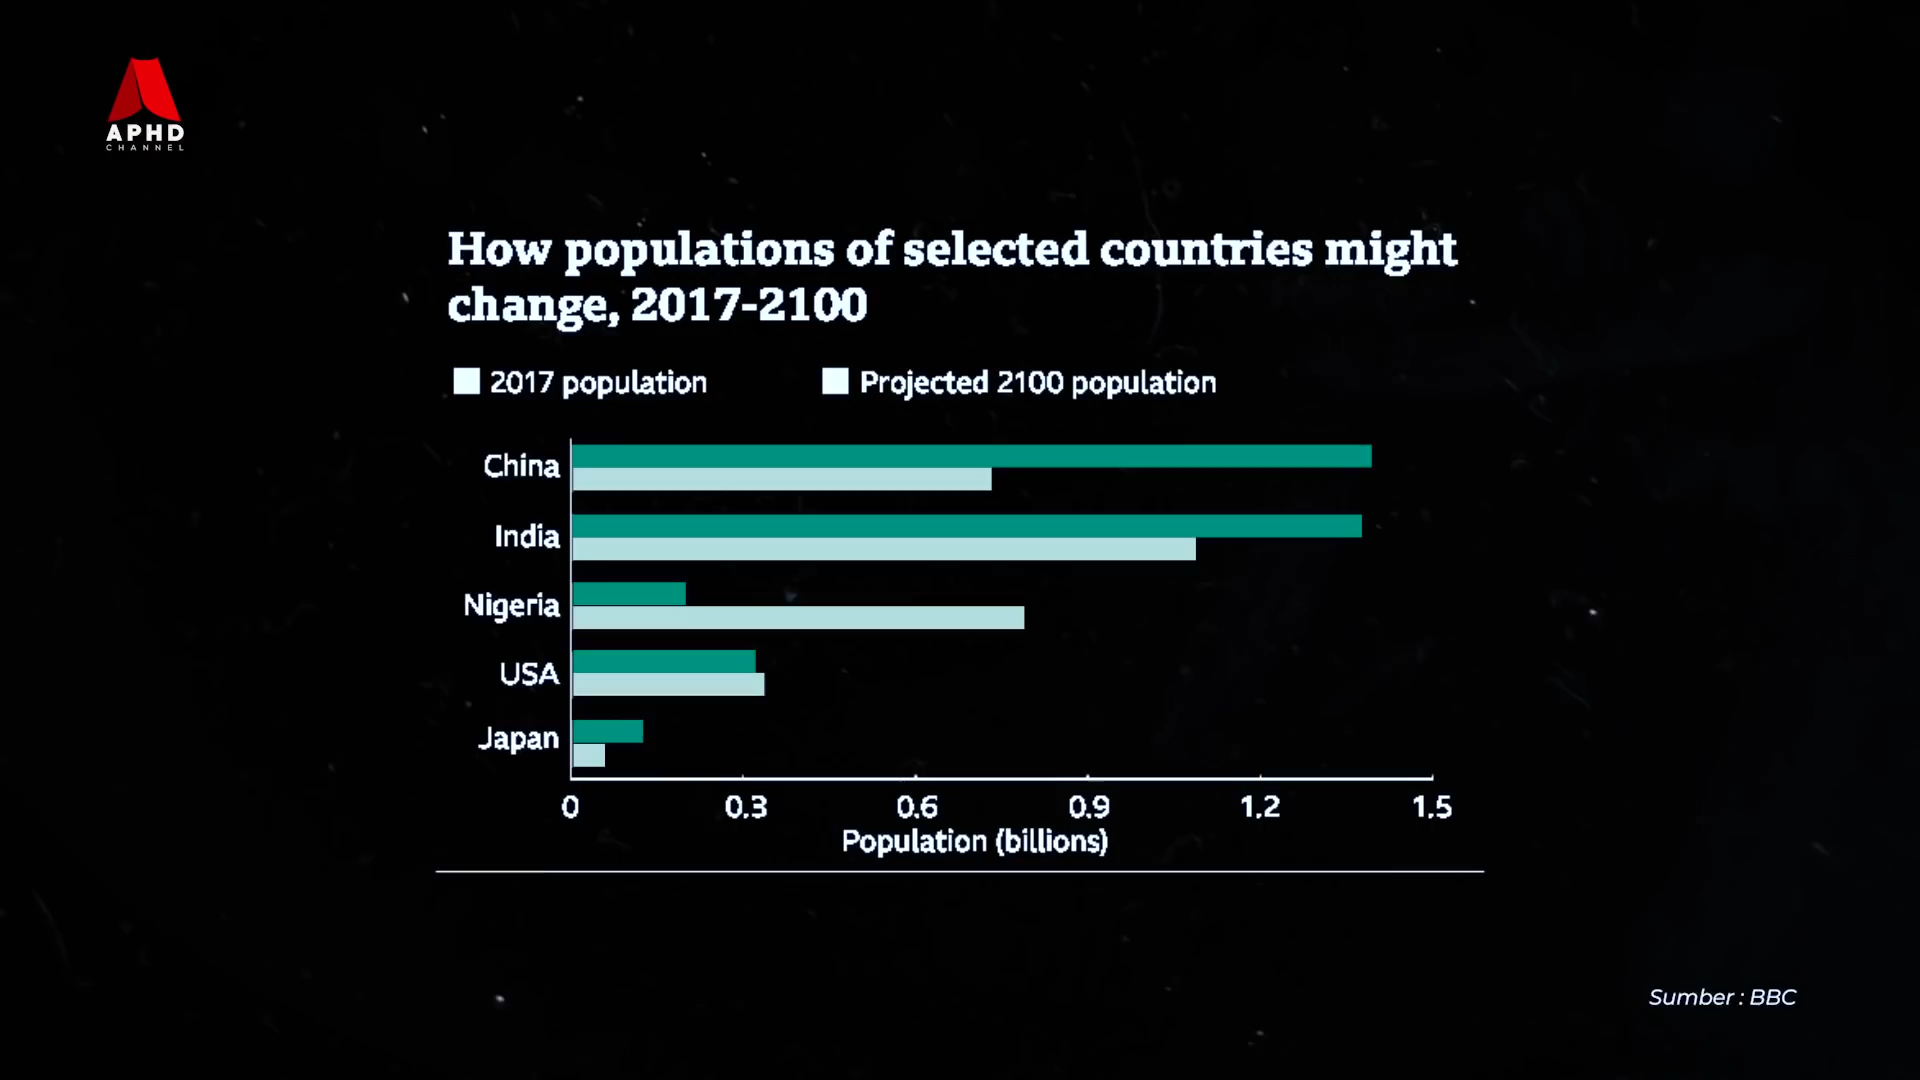 APHD
CHANNEL
How populations of selected countries might
change, 2017-2100
2017 population
Projected 2100 population
China
India
Nigeria
USA
Japan
0 0.3 0.6 0.9 1.2 1.5
Population (billions)
Sumber : BBC